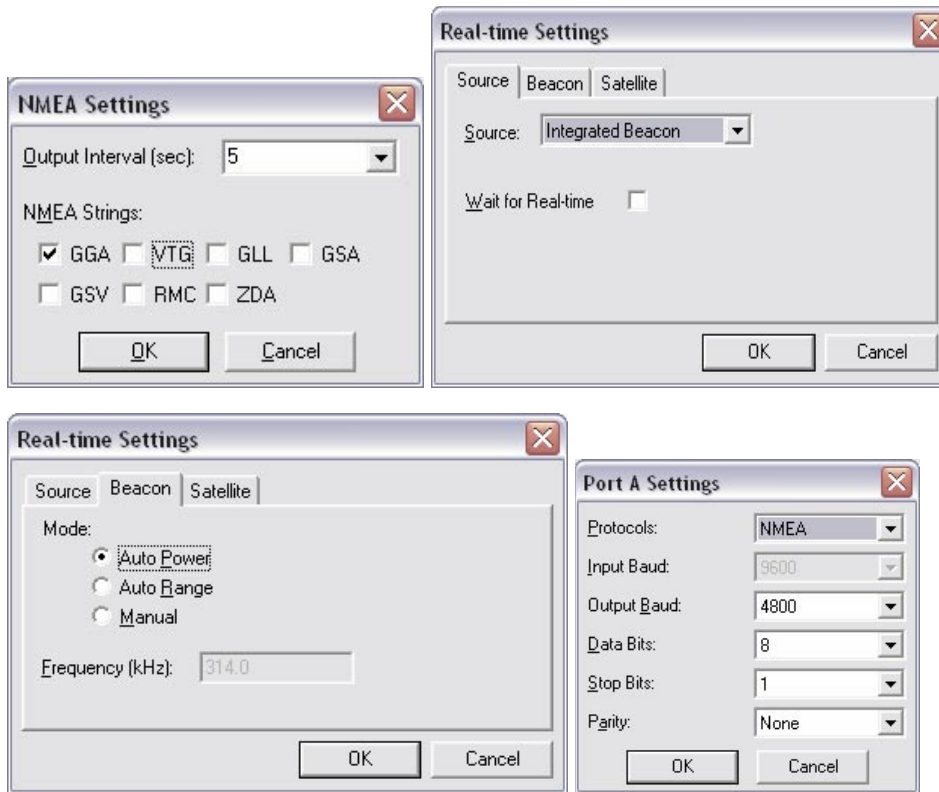 NMEA Settings
Output Interval (sec): 5
NMEA Strings:
GGA VTG GLL GSA
GSV RMC ZDA
OK Cancel
Real-time Settings
Source Beacon Satellite
Source: Integrated Beacon
Wait for Real-time
OK Cancel
Real-time Settings
Source Beacon Satellite
Mode:
Auto Power
Auto Range
Manual
Frequency (kHz): 314.0
OK Cancel
Port A Settings
Protocols: NMEA
Input Baud: 9600
Output Baud: 4800
Data Bits: 8
Stop Bits: 1
Parity: None
OK Cancel